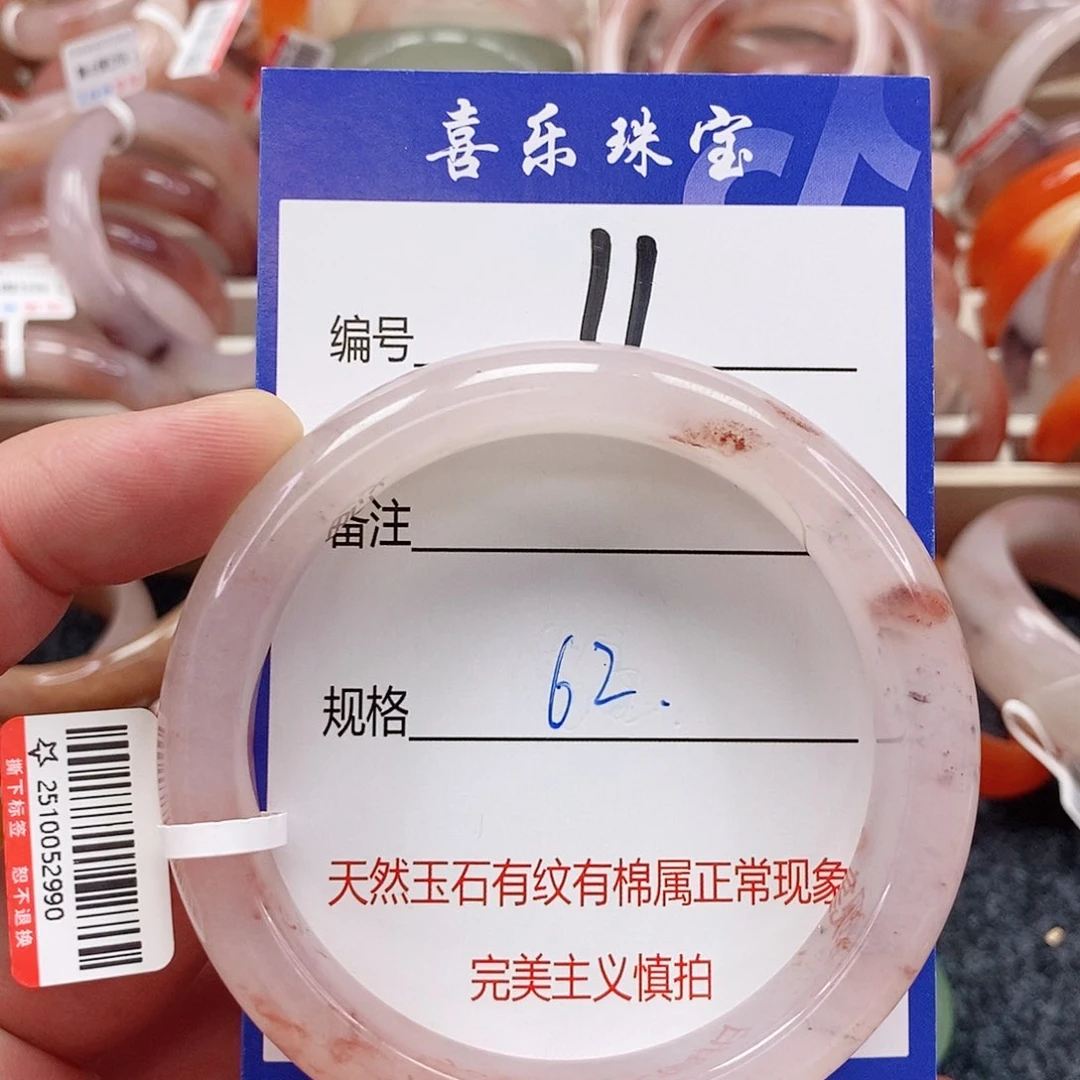 喜乐珠宝
编号 11
备注
规格 62.
天然玉石有纹有棉属正常现象
完美主义慎拍
☆ 2510052990
撕下标签 恕不退换